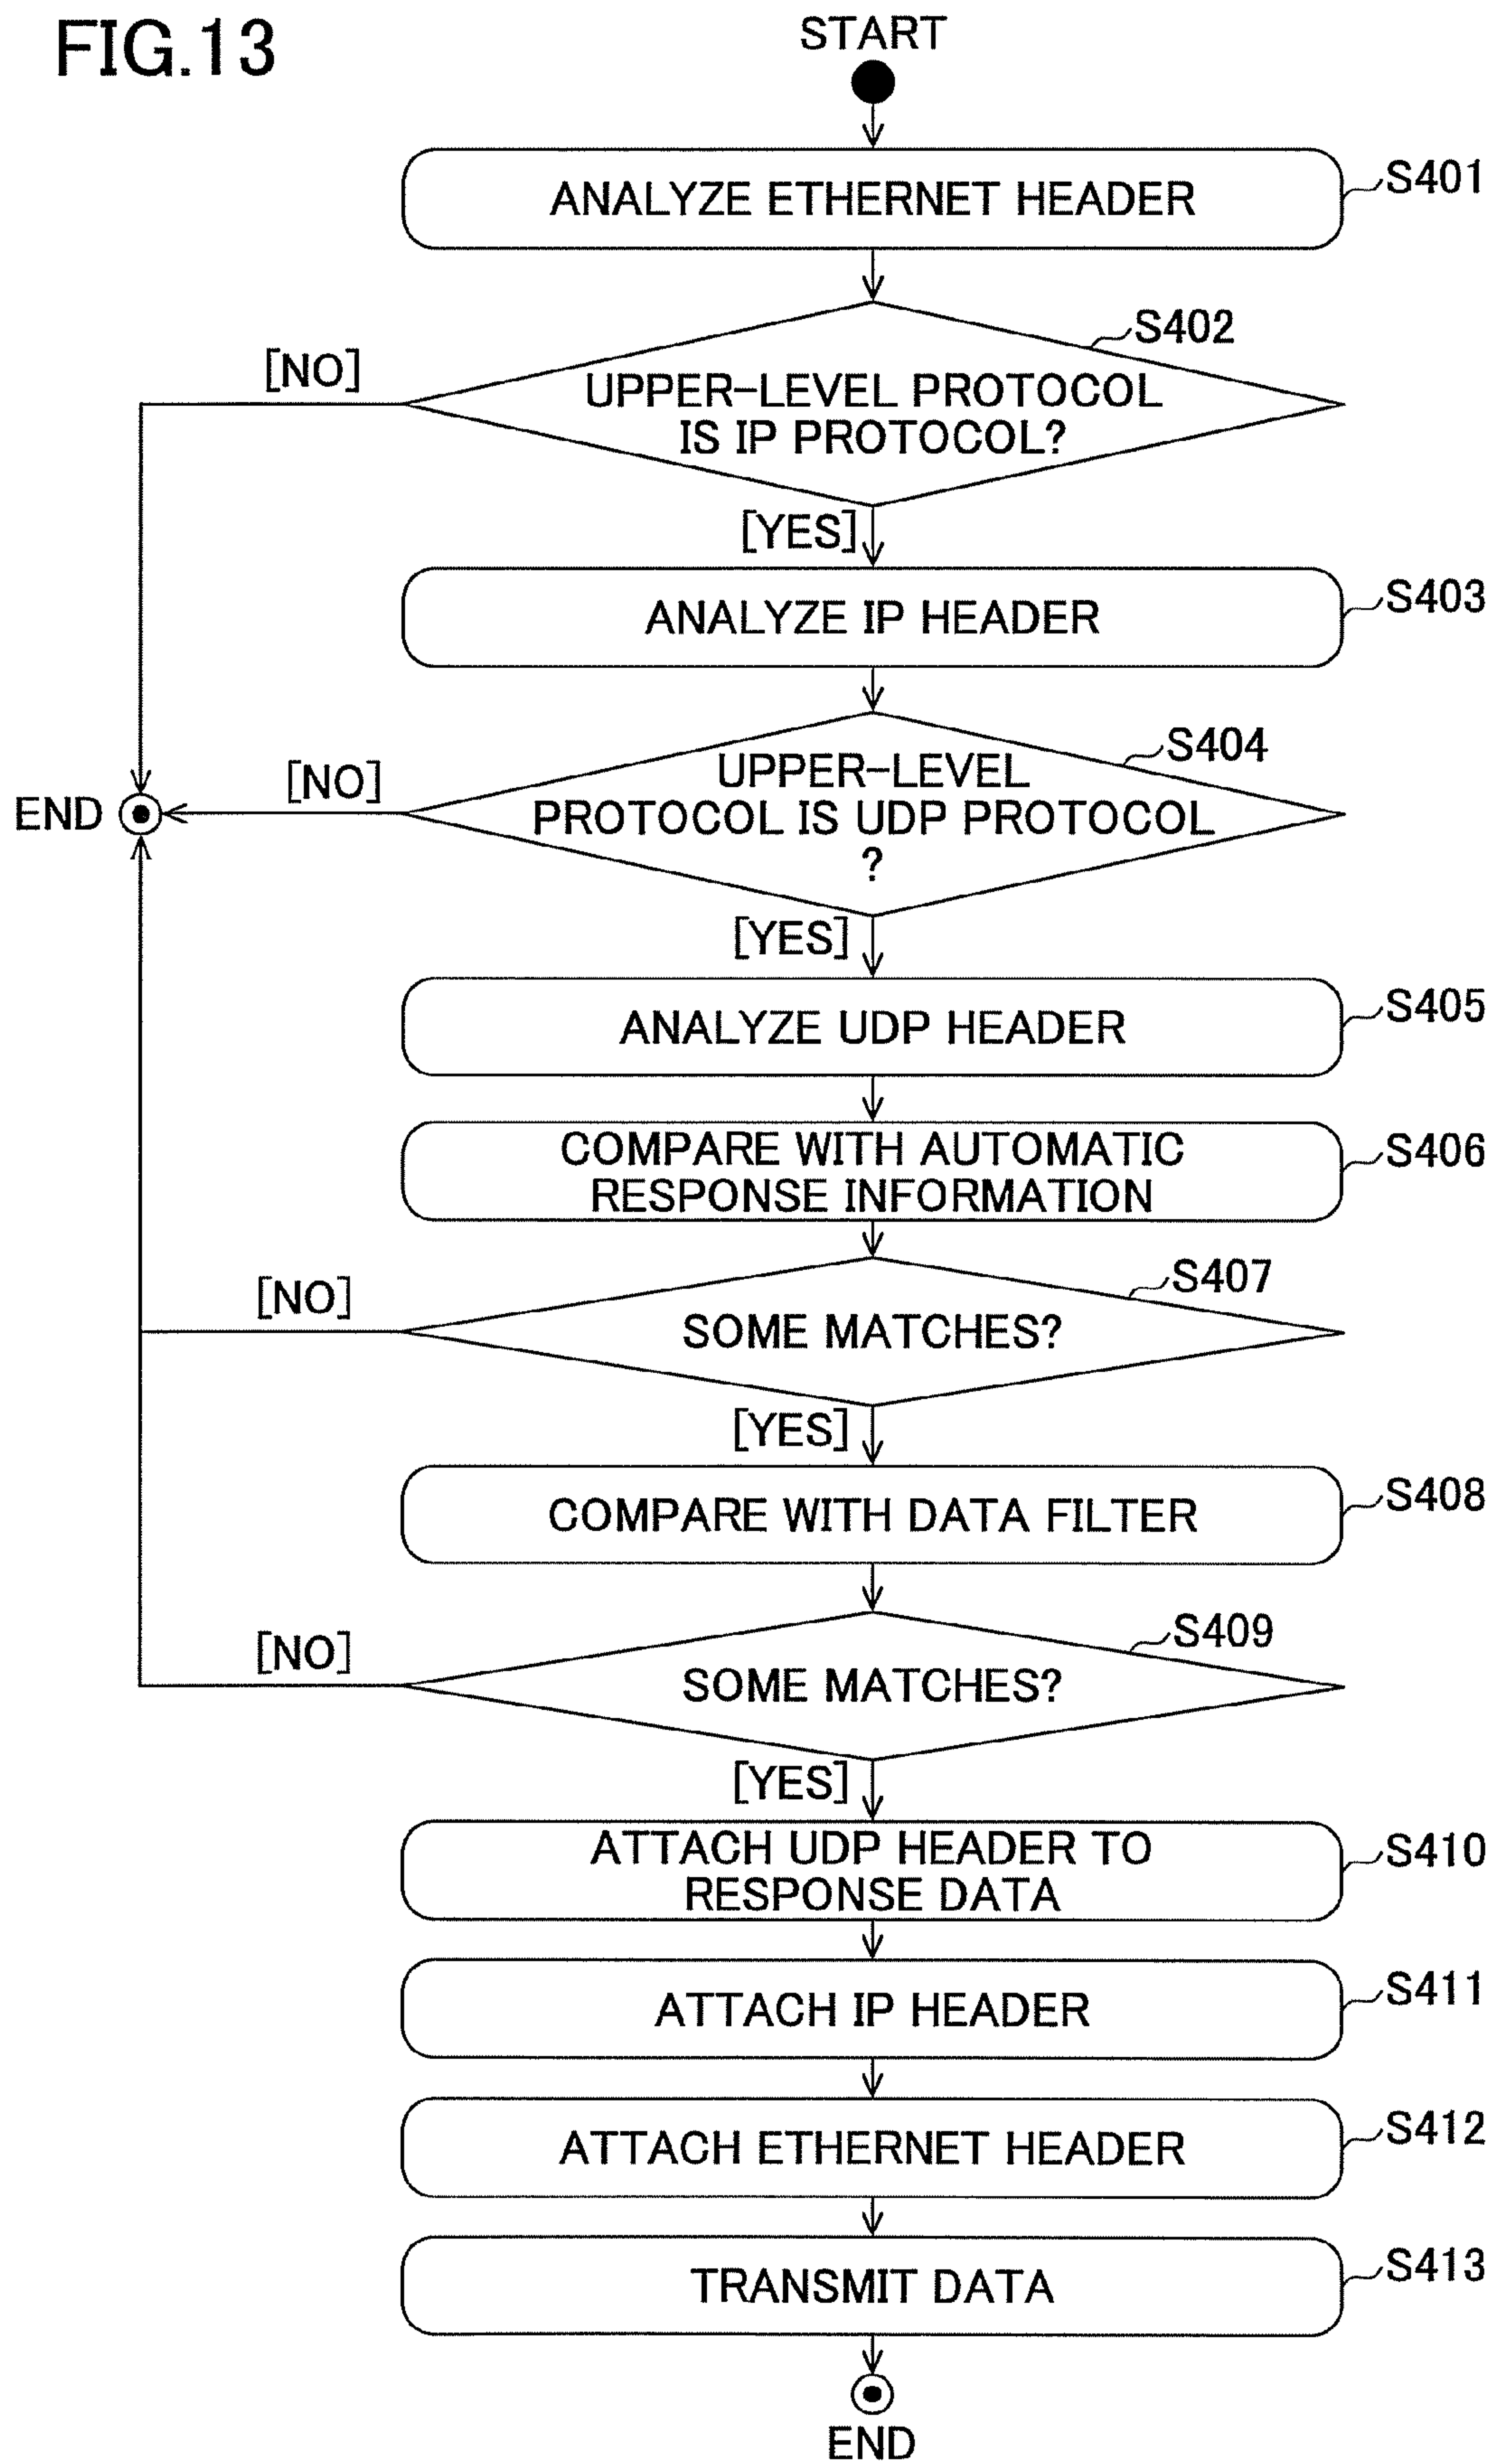 FIG.13
START
ANALYZE ETHERNET HEADER
S401
S402
[NO]
UPPER-LEVEL PROTOCOL
IS IP PROTOCOL?
[YES]
ANALYZE IP HEADER
S403
S404
[NO]
UPPER-LEVEL
PROTOCOL IS UDP PROTOCOL
?
END
[YES]
ANALYZE UDP HEADER
S405
COMPARE WITH AUTOMATIC
RESPONSE INFORMATION
S406
S407
[NO]
SOME MATCHES?
[YES]
COMPARE WITH DATA FILTER
S408
S409
[NO]
SOME MATCHES?
[YES]
ATTACH UDP HEADER TO
RESPONSE DATA
S410
ATTACH IP HEADER
S411
ATTACH ETHERNET HEADER
S412
TRANSMIT DATA
S413
END